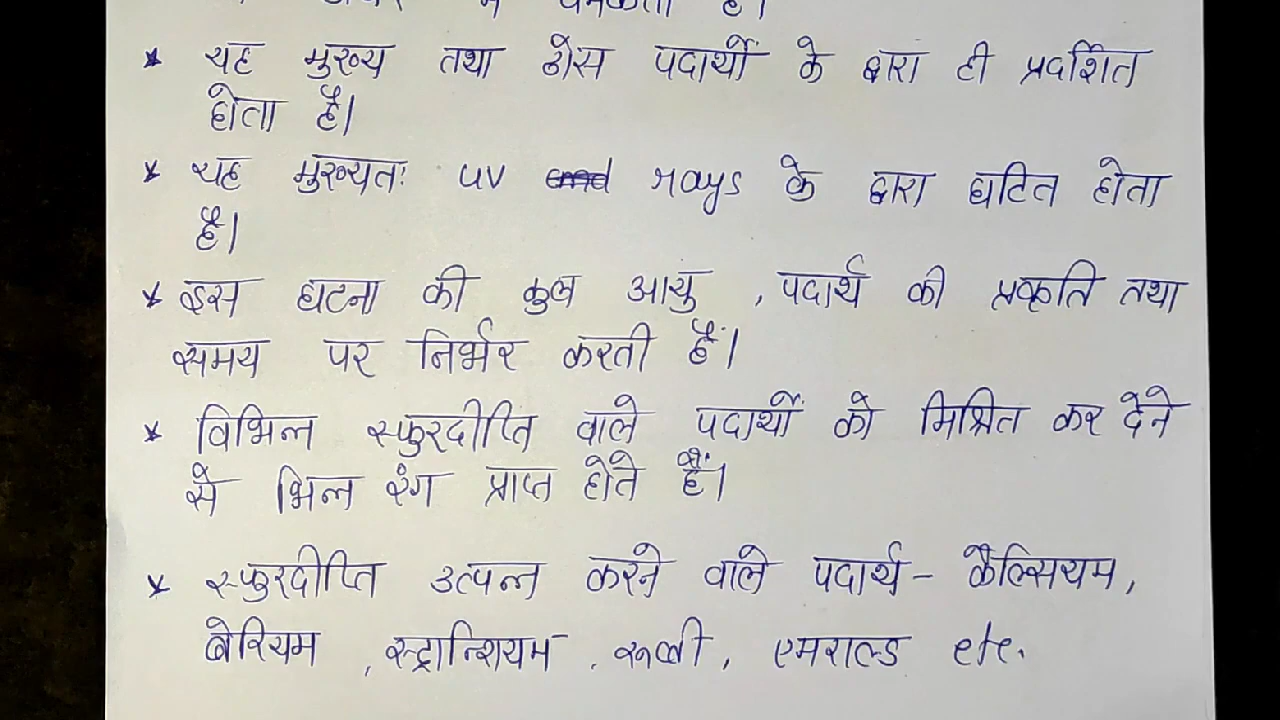 में चमकता है।
* यह मुख्य तथा ठोस पदार्थों के द्वारा ही प्रदर्शित
होता है।
* यह मुख्यतः UV rays के द्वारा घटित होता
है।
* इस घटना की कुल आयु , पदार्थ की प्रकृति तथा
समय पर निर्भर करती है।
* विभिन्न स्फुरदीप्ति वाले पदार्थों को मिश्रित कर देने
से भिन्न रंग प्राप्त होते हैं।
* स्फुरदीप्ति उत्पन्न करने वाले पदार्थ - कैल्सियम,
बेरियम , स्ट्रान्शियम , रूबी, एमराल्ड etc.